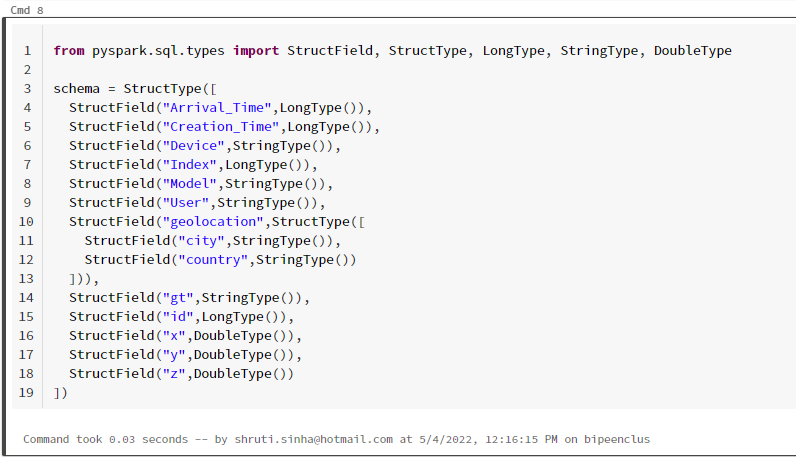 Cmd 8
1 from pyspark.sql.types import StructField, StructType, LongType, StringType, DoubleType
2
3 schema = StructType([
4   StructField("Arrival_Time",LongType()),
5   StructField("Creation_Time",LongType()),
6   StructField("Device",StringType()),
7   StructField("Index",LongType()),
8   StructField("Model",StringType()),
9   StructField("User",StringType()),
10   StructField("geolocation",StructType([
11     StructField("city",StringType()),
12     StructField("country",StringType())
13   ])),
14   StructField("gt",StringType()),
15   StructField("id",LongType()),
16   StructField("x",DoubleType()),
17   StructField("y",DoubleType()),
18   StructField("z",DoubleType())
19 ])
Command took 0.03 seconds -- by shruti.sinha@hotmail.com at 5/4/2022, 12:16:15 PM on bipeenclus